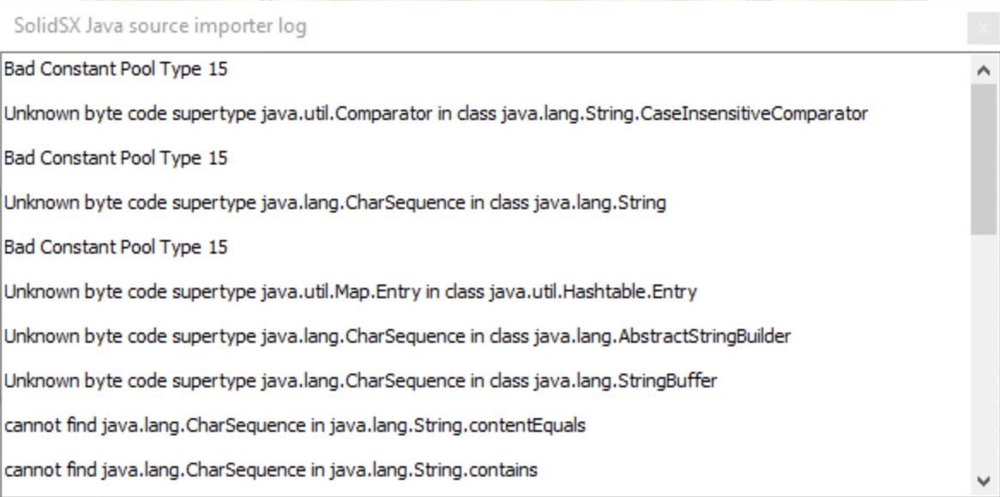 SolidSX Java source importer log
Bad Constant Pool Type 15
Unknown byte code supertype java.util.Comparator in class java.lang.String.CaseInsensitiveComparator
Bad Constant Pool Type 15
Unknown byte code supertype java.lang.CharSequence in class java.lang.String
Bad Constant Pool Type 15
Unknown byte code supertype java.util.Map.Entry in class java.util.Hashtable.Entry
Unknown byte code supertype java.lang.CharSequence in class java.lang.AbstractStringBuilder
Unknown byte code supertype java.lang.CharSequence in class java.lang.StringBuffer
cannot find java.lang.CharSequence in java.lang.String.contentEquals
cannot find java.lang.CharSequence in java.lang.String.contains